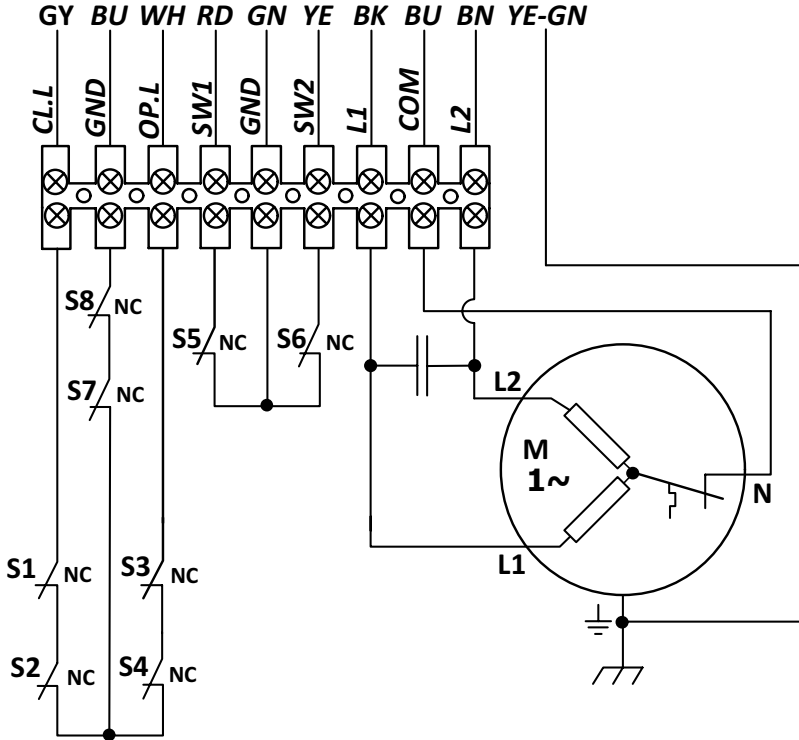 GY BU WH RD GN YE BK BU BN YE-GN
CL.L GND OP.L SW1 GND SW2 L1 COM L2
S8 NC
S5 NC S6 NC
S7 NC
L2
M
1~
N
L1
S1 NC S3 NC
S2 NC S4 NC